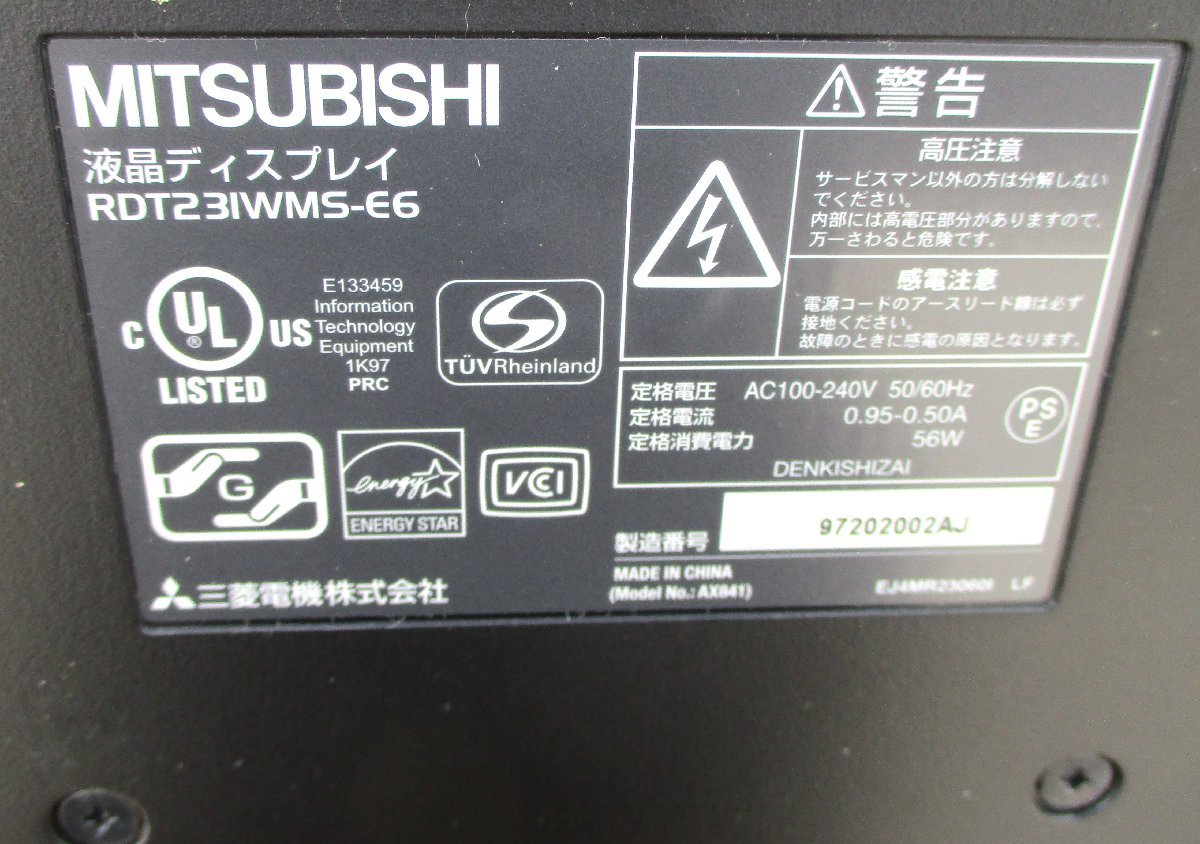 MITSUBISHI
液晶ディスプレイ
RDT231WMS-E6
C UL ® US
LISTED
E133459
Information
Technology
Equipment
1K97
PRC
TÜVRheinland
G
energy
ENERGY STAR
VCCI
三菱電機株式会社
警告
高圧注意
サービスマン以外の方は分解しない
でください。
内部には高電圧部分がありますので、
万一さわると危険です。
感電注意
電源コードのアースリード線は必ず
接地ください。
故障のときに感電の原因となります。
定格電圧 AC100-240V 50/60Hz
定格電流 0.95-0.50A
定格消費電力 56W
PS
E
DENKISHIZAI
製造番号 97202002AJ
MADE IN CHINA
(Model No.: AX841)
EJ4MR23060I LF